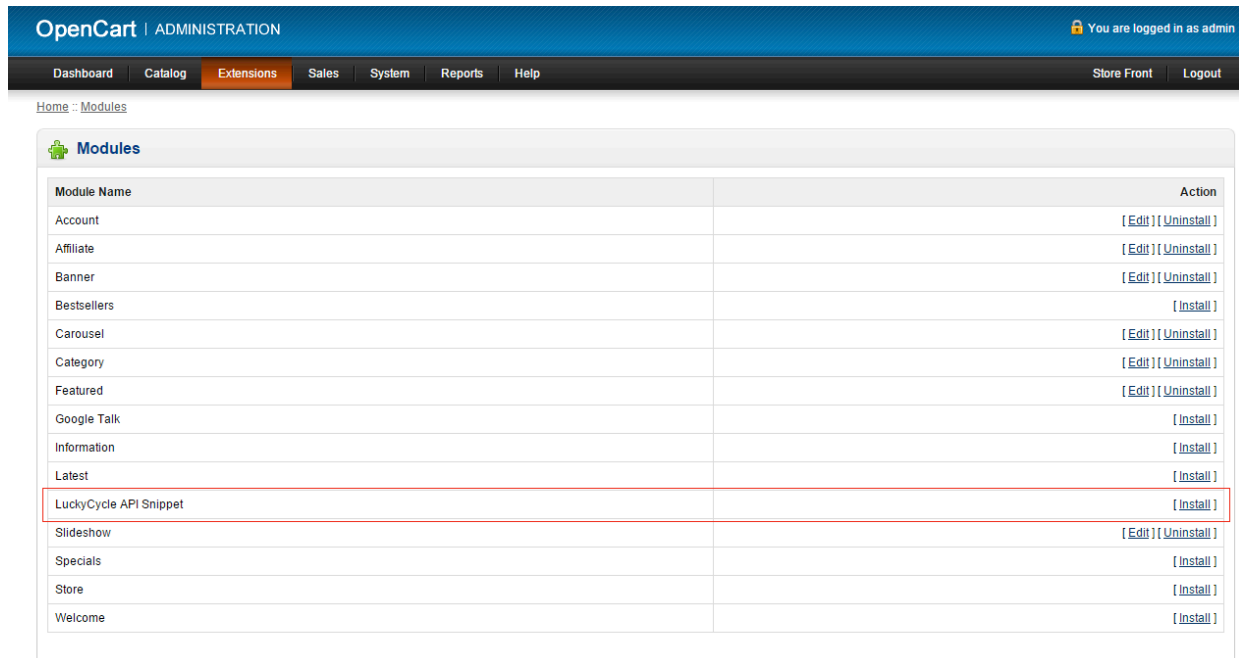 OpenCart | ADMINISTRATION You are logged in as admin
Dashboard Catalog Extensions Sales System Reports Help Store Front Logout
Home :: Modules
Modules
Module Name Action
Account [ Edit ] [ Uninstall ]
Affiliate [ Edit ] [ Uninstall ]
Banner [ Edit ] [ Uninstall ]
Bestsellers [ Install ]
Carousel [ Edit ] [ Uninstall ]
Category [ Edit ] [ Uninstall ]
Featured [ Edit ] [ Uninstall ]
Google Talk [ Install ]
Information [ Install ]
Latest [ Install ]
LuckyCycle API Snippet [ Install ]
Slideshow [ Edit ] [ Uninstall ]
Specials [ Install ]
Store [ Install ]
Welcome [ Install ]